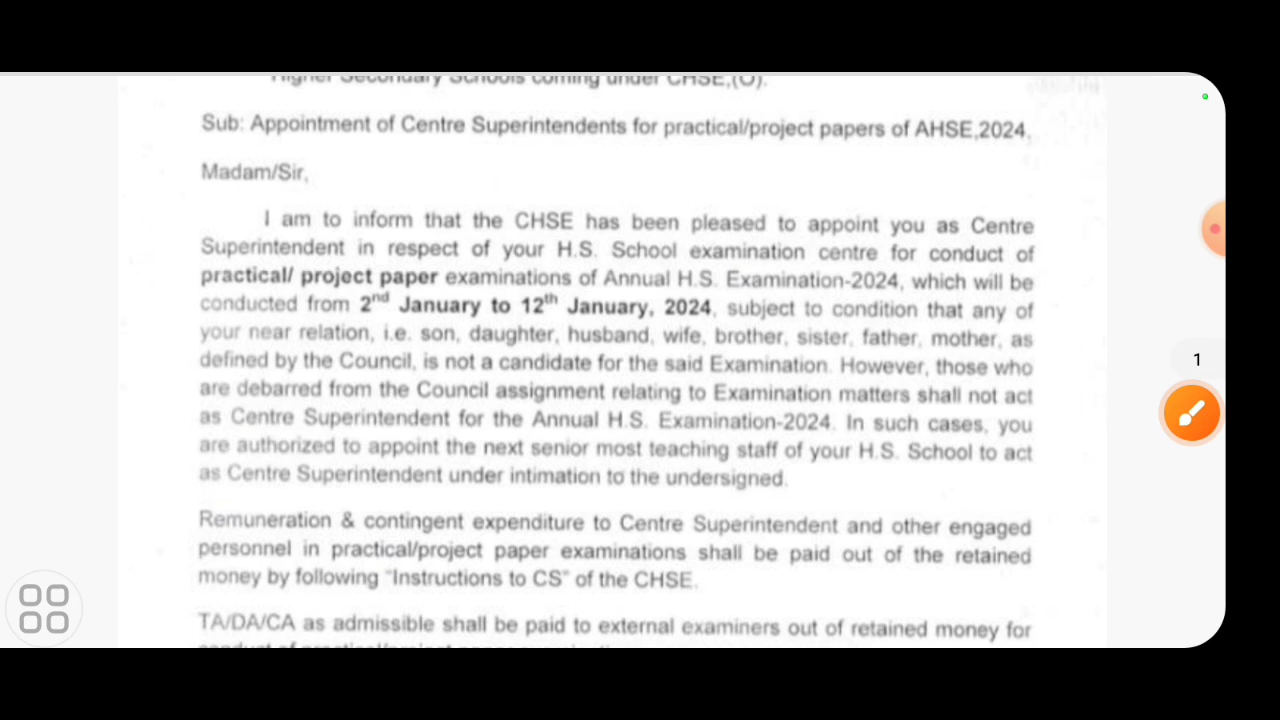 Higher Secondary Schools coming under CHSE,(O).
Sub: Appointment of Centre Superintendents for practical/project papers of AHSE,2024.
Madam/Sir,
I am to inform that the CHSE has been pleased to appoint you as Centre
Superintendent in respect of your H.S. School examination centre for conduct of
practical/ project paper examinations of Annual H.S. Examination-2024, which will be
conducted from 2nd January to 12th January, 2024, subject to condition that any of
your near relation, i.e. son, daughter, husband, wife, brother, sister, father, mother, as
defined by the Council, is not a candidate for the said Examination. However, those who
are debarred from the Council assignment relating to Examination matters shall not act
as Centre Superintendent for the Annual H.S. Examination-2024. In such cases, you
are authorized to appoint the next senior most teaching staff of your H.S. School to act
as Centre Superintendent under intimation to the undersigned.
Remuneration & contingent expenditure to Centre Superintendent and other engaged
personnel in practical/project paper examinations shall be paid out of the retained
money by following "Instructions to CS" of the CHSE.
TA/DA/CA as admissible shall be paid to external examiners out of retained money for
1